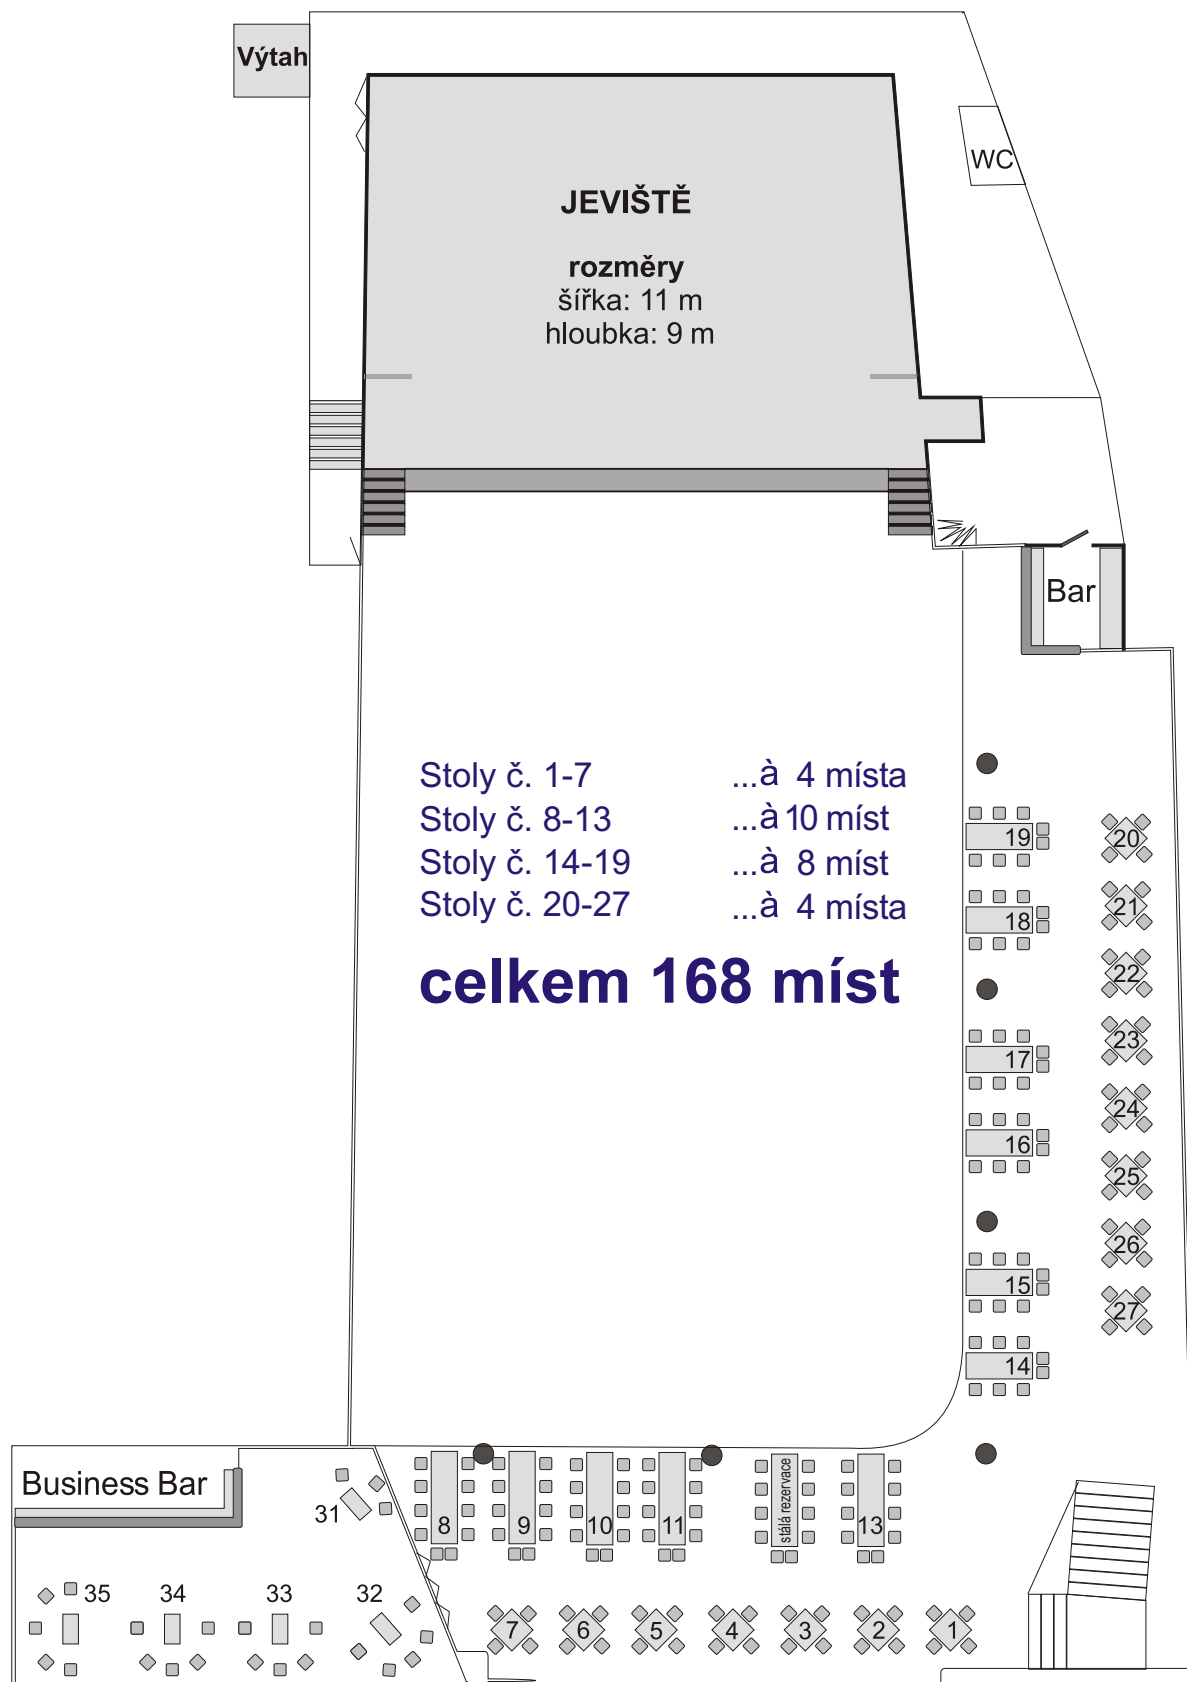 Výtah
WC
JEVIŠTĚ
rozměry
šířka: 11 m
hloubka: 9 m
Bar
Stoly č. 1-7 ...à 4 místa
Stoly č. 8-13 ...à 10 míst
Stoly č. 14-19 ...à 8 míst
Stoly č. 20-27 ...à 4 místa
celkem 168 míst
19
20
18
21
22
17
23
16
24
25
15
26
27
14
Business Bar
31
8
9
10
11
stálá rezervace
13
35
34
33
32
7
6
5
4
3
2
1